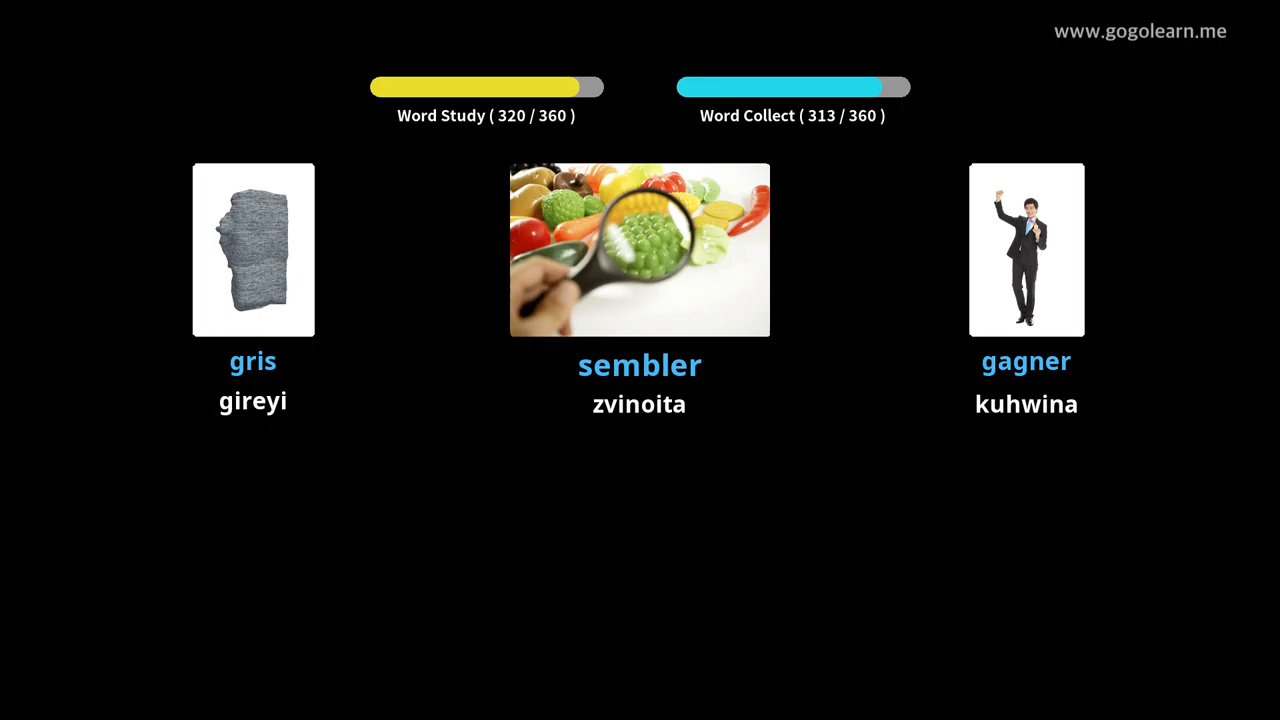 www.gogolearn.me
Word Study ( 320 / 360 )
Word Collect ( 313 / 360 )
gris
sembler
gagner
gireyi
zvinoita
kuhwina